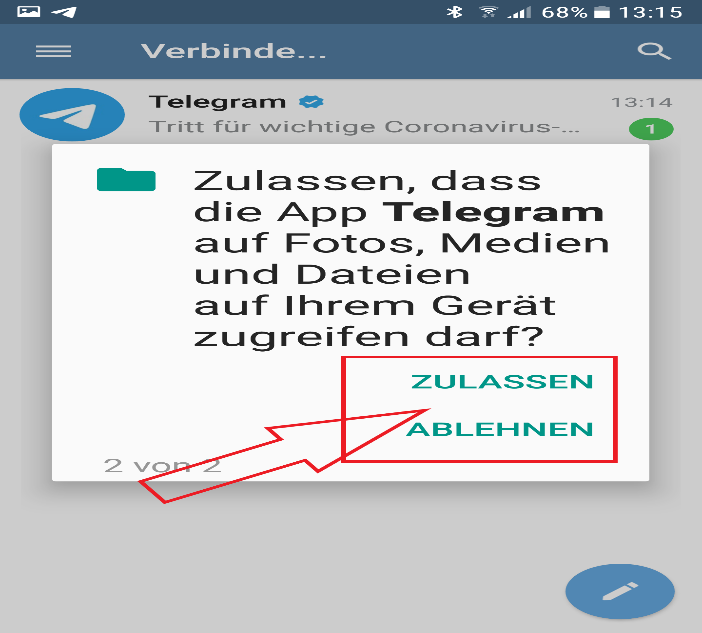 68% 13:15
Verbinde...
Telegram 13:14
Tritt für wichtige Coronavirus-...
1
Zulassen, dass
die App Telegram
auf Fotos, Medien
und Dateien
auf Ihrem Gerät
zugreifen darf?
ZULASSEN
ABLEHNEN
2 von 2